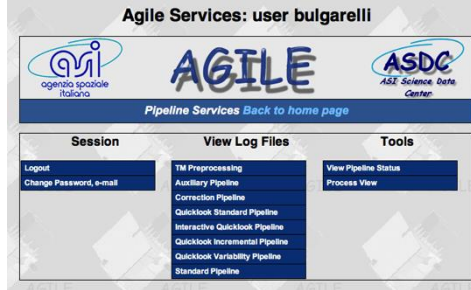 Agile Services: user bulgarelli
asi
agenzia spaziale
italiana
AGILE
ASDC
ASI Science Data
Center
Pipeline Services Back to home page
Session
View Log Files
Tools
Logout
Change Password, e-mail
TM Preprocessing
Auxiliary Pipeline
Correction Pipeline
Quicklook Standard Pipeline
Interactive Quicklook Pipeline
Quicklook Incremental Pipeline
Quicklook Variability Pipeline
Standard Pipeline
View Pipeline Status
Process View